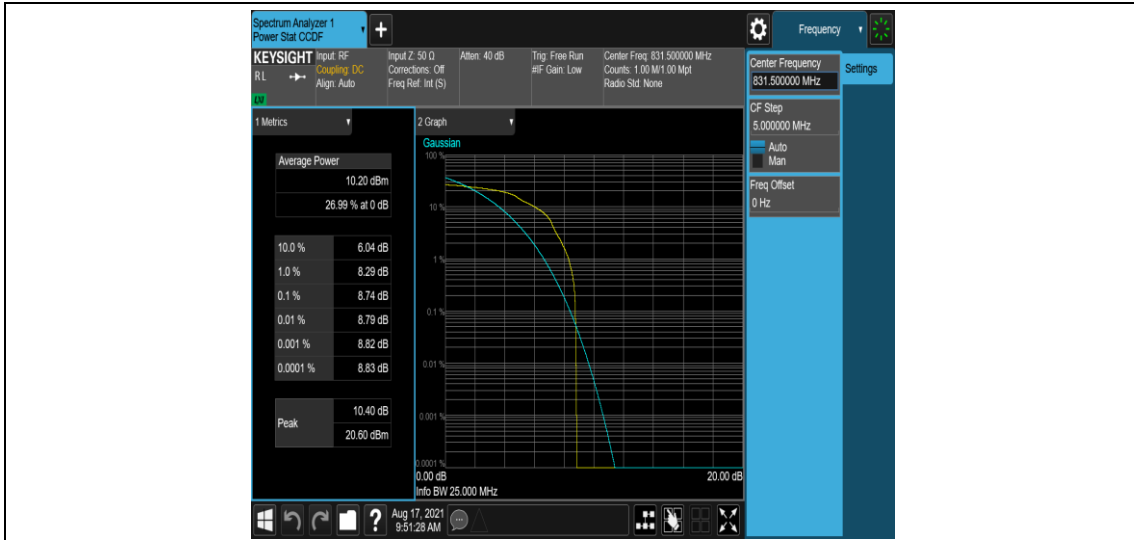 Spectrum Analyzer 1
Power Stat CCDF
+
Frequency
KEYSIGHT
RL
LXI
Input: RF
Coupling: DC
Align: Auto
Input Z: 50 Ω
Corrections: Off
Freq Ref: Int (S)
Atten: 40 dB
Trig: Free Run
#IF Gain: Low
Center Freq: 831.500000 MHz
Counts: 1.00 M/1.00 Mpt
Radio Std: None
Center Frequency
831.500000 MHz
Settings
CF Step
5.000000 MHz
Auto
Man
Freq Offset
0 Hz
1 Metrics
Average Power
10.20 dBm
26.99 % at 0 dB
10.0 % 6.04 dB
1.0 % 8.29 dB
0.1 % 8.74 dB
0.01 % 8.79 dB
0.001 % 8.82 dB
0.0001 % 8.83 dB
Peak
10.40 dB
20.60 dBm
2 Graph
Gaussian
100 %
10 %
1 %
0.1 %
0.01 %
0.001 %
0.0001 %
0.00 dB 20.00 dB
Info BW 25.000 MHz
?
Aug 17, 2021
9:51:28 AM